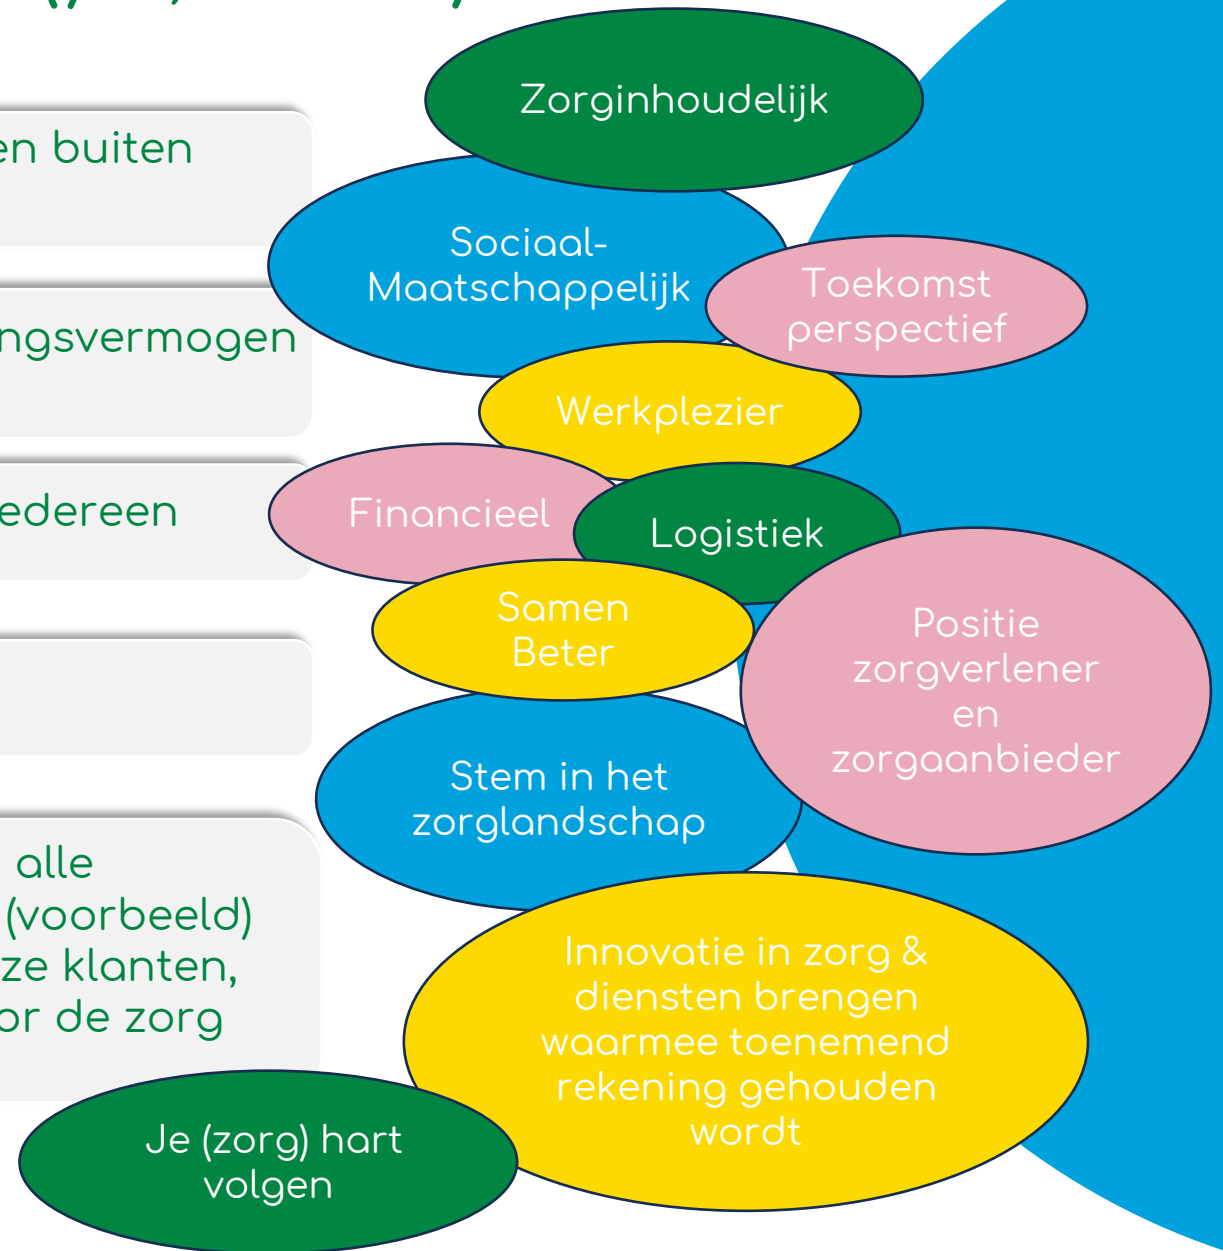 en buiten
ngsvermogen
edereen
alle
(voorbeeld)
ze klanten,
or de zorg
Zorginhoudelijk
Sociaal-
Maatschappelijk
Toekomst
perspectief
Werkplezier
Financieel
Logistiek
Samen
Beter
Positie
zorgverlener
en
zorgaanbieder
Stem in het
zorglandschap
Innovatie in zorg &
diensten brengen
waarmee toenemend
rekening gehouden
wordt
Je (zorg) hart
volgen